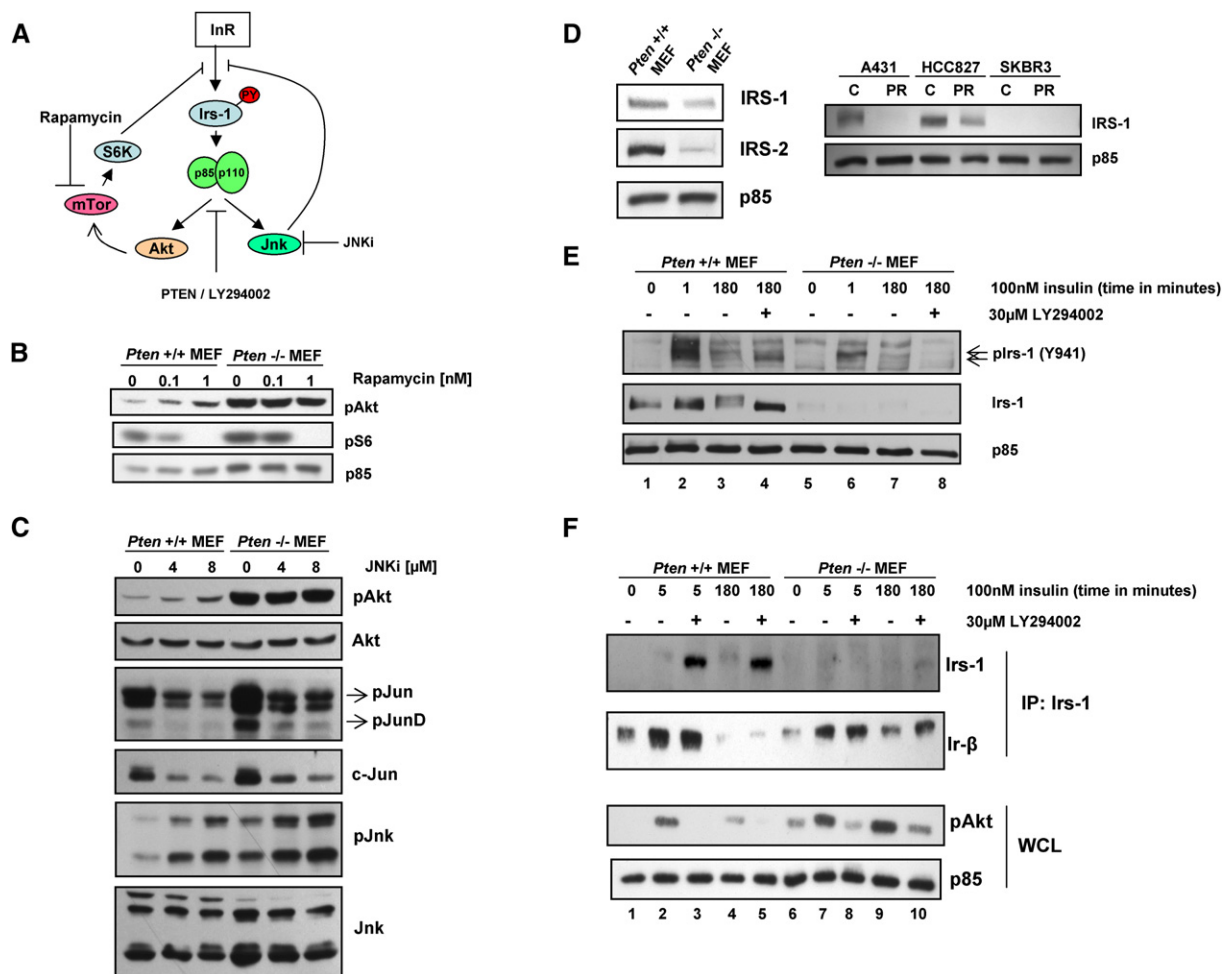 A
InR
PY
Irs-1
Rapamycin
S6K
p85 p110
mTor
Akt
Jnk
JNKi
PTEN / LY294002
B
Pten +/+ MEF Pten -/- MEF
0 0.1 1 0 0.1 1 Rapamycin [nM]
pAkt
pS6
p85
C
Pten +/+ MEF Pten -/- MEF
0 4 8 0 4 8 JNKi [µM]
pAkt
Akt
pJun
pJunD
c-Jun
pJnk
Jnk
D
Pten +/+ MEF Pten -/- MEF
IRS-1
IRS-2
p85
A431 HCC827 SKBR3
C PR C PR C PR
IRS-1
p85
E
Pten +/+ MEF Pten -/- MEF
0 1 180 180 0 1 180 180 100nM insulin (time in minutes)
- - - + - - - + 30µM LY294002
pIrs-1 (Y941)
Irs-1
p85
1 2 3 4 5 6 7 8
F
Pten +/+ MEF Pten -/- MEF
0 5 5 180 180 0 5 5 180 180 100nM insulin (time in minutes)
- - + - + - - + - + 30µM LY294002
Irs-1
IP: Irs-1
Ir-β
pAkt
WCL
p85
1 2 3 4 5 6 7 8 9 10